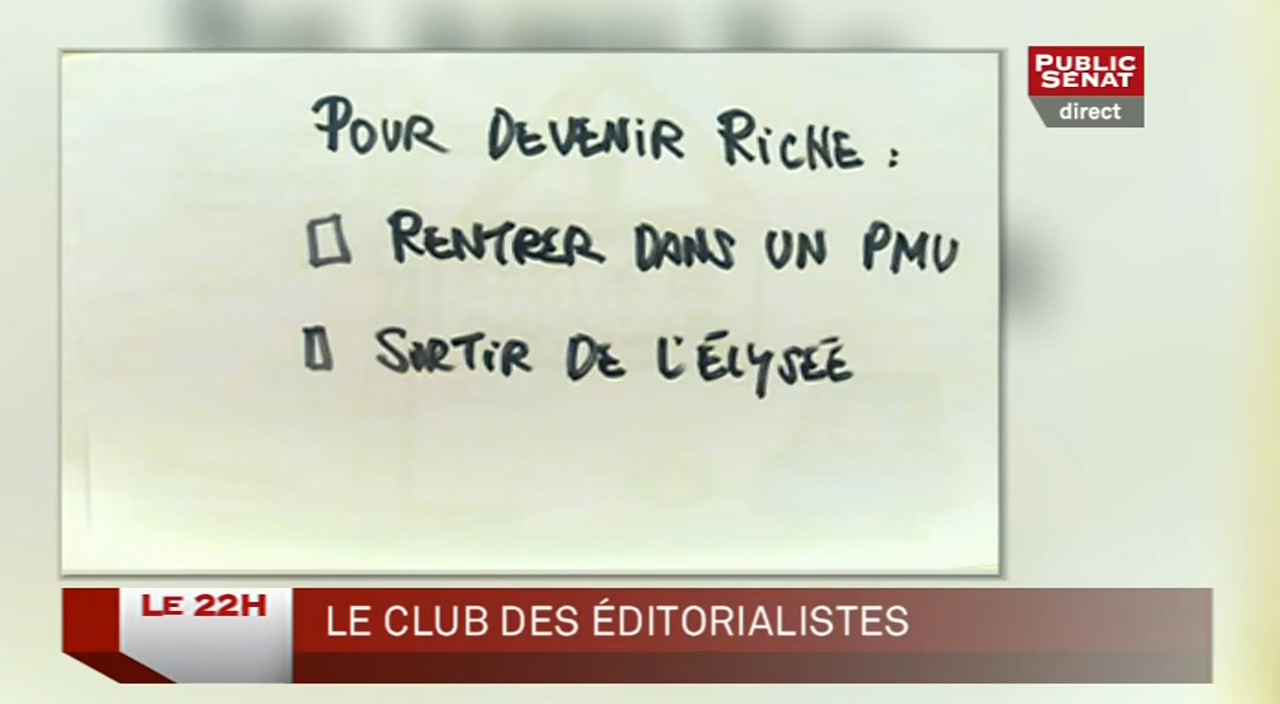 PUBLIC
SÉNAT
direct
POUR DEVENIR RICHE :
RENTRER DANS UN PMU
SORTIR DE L'ÉLYSÉE
LE 22H
LE CLUB DES ÉDITORIALISTES